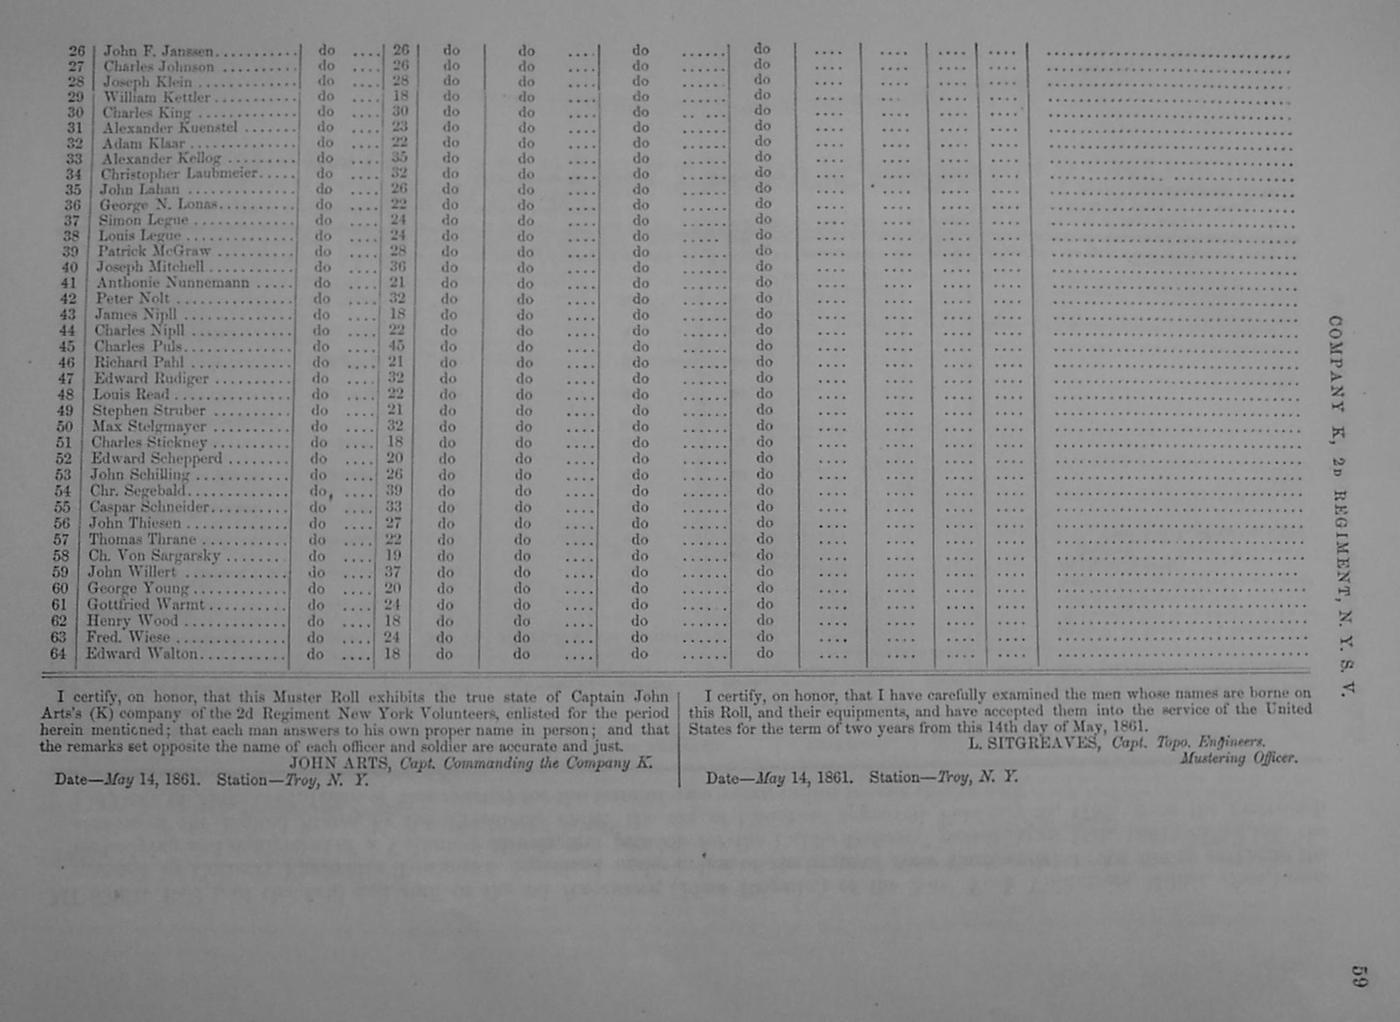 26 John F. Janssen........... do .... 26 do do .... do ...... do .... .... .... ....
27 Charles Johnson .......... do .... 26 do do .... do ...... do .... .... .... ....
28 Joseph Klein ............. do .... 28 do do .... do ...... do .... .... .... ....
29 William Kettler........... do .... 18 do do .... do ...... do .... .... .... ....
30 Charles King ............. do .... 30 do do .... do ...... do .... .... .... ....
31 Alexander Kuenstel ....... do .... 23 do do .... do ...... do .... .... .... ....
32 Adam Klaar............... do .... 22 do do .... do ...... do .... .... .... ....
33 Alexander Kellog ......... do .... 35 do do .... do ...... do .... .... .... ....
34 Christopher Laubmeier..... do .... 32 do do .... do ...... do .... .... .... ....
35 John Lahan .............. do .... 26 do do .... do ...... do .... .... .... ....
36 George N. Lonas.......... do .... 22 do do .... do ...... do .... .... .... ....
37 Simon Legue ............. do .... 24 do do .... do ...... do .... .... .... ....
38 Louis Legue .............. do .... 24 do do .... do ...... do .... .... .... ....
39 Patrick McGraw .......... do .... 28 do do .... do ...... do .... .... .... ....
40 Joseph Mitchell........... do .... 36 do do .... do ...... do .... .... .... ....
41 Anthonie Nunnemann ..... do .... 21 do do .... do ...... do .... .... .... ....
42 Peter Nolt ............... do .... 32 do do .... do ...... do .... .... .... ....
43 James Nipll .............. do .... 18 do do .... do ...... do .... .... .... ....
44 Charles Nipll ............. do .... 22 do do .... do ...... do .... .... .... ....
45 Charles Puls.............. do .... 45 do do .... do ...... do .... .... .... ....
46 Richard Pahl ............. do .... 21 do do .... do ...... do .... .... .... ....
47 Edward Rudiger .......... do .... 32 do do .... do ...... do .... .... .... ....
48 Louis Read ............... do .... 22 do do .... do ...... do .... .... .... ....
49 Stephen Struber .......... do .... 21 do do .... do ...... do .... .... .... ....
50 Max Stelgmayer .......... do .... 32 do do .... do ...... do .... .... .... ....
51 Charles Stickney .......... do .... 18 do do .... do ...... do .... .... .... ....
52 Edward Schepperd ........ do .... 20 do do .... do ...... do .... .... .... ....
53 John Schilling ............ do .... 26 do do .... do ...... do .... .... .... ....
54 Chr. Segebald............. do .... 39 do do .... do ...... do .... .... .... ....
55 Caspar Schneider.......... do .... 33 do do .... do ...... do .... .... .... ....
56 John Thiesen ............. do .... 27 do do .... do ...... do .... .... .... ....
57 Thomas Thrane ........... do .... 22 do do .... do ...... do .... .... .... ....
58 Ch. Von Sargarsky ........ do .... 19 do do .... do ...... do .... .... .... ....
59 John Willert .............. do .... 37 do do .... do ...... do .... .... .... ....
60 George Young............. do .... 20 do do .... do ...... do .... .... .... ....
61 Gottfried Warmt........... do .... 24 do do .... do ...... do .... .... .... ....
62 Henry Wood .............. do .... 18 do do .... do ...... do .... .... .... ....
63 Fred. Wiese ............... do .... 24 do do .... do ...... do .... .... .... ....
64 Edward Walton............ do .... 18 do do .... do ...... do .... .... .... ....
I certify, on honor, that this Muster Roll exhibits the true state of Captain John
Arts's (K) company of the 2d Regiment New York Volunteers, enlisted for the period
herein mentioned; that each man answers to his own proper name in person; and that
the remarks set opposite the name of each officer and soldier are accurate and just.
JOHN ARTS, Capt. Commanding the Company K.
Date—May 14, 1861. Station—Troy, N. Y.
I certify, on honor, that I have carefully examined the men whose names are borne on
this Roll, and their equipments, and have accepted them into the service of the United
States for the term of two years from this 14th day of May, 1861.
L. SITGREAVES, Capt. Topo. Engineers.
Mustering Officer.
Date—May 14, 1861. Station—Troy, N. Y.
COMPANY K, 2D REGIMENT, N. Y. S. V.
59